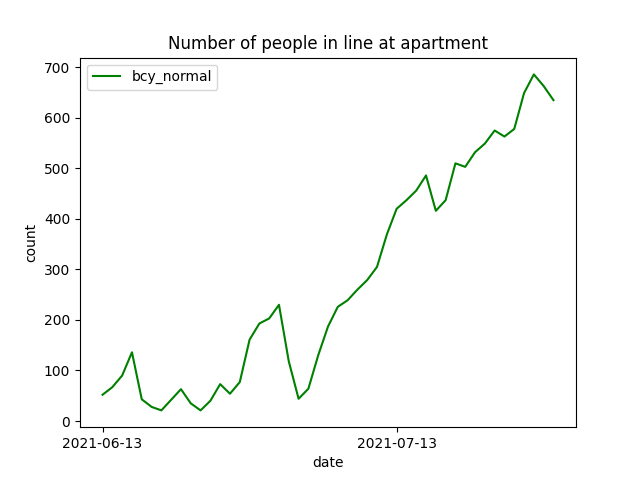 Number of people in line at apartment
bcy_normal
700
600
500
400
300
200
100
0
count
2021-06-13
2021-07-13
date